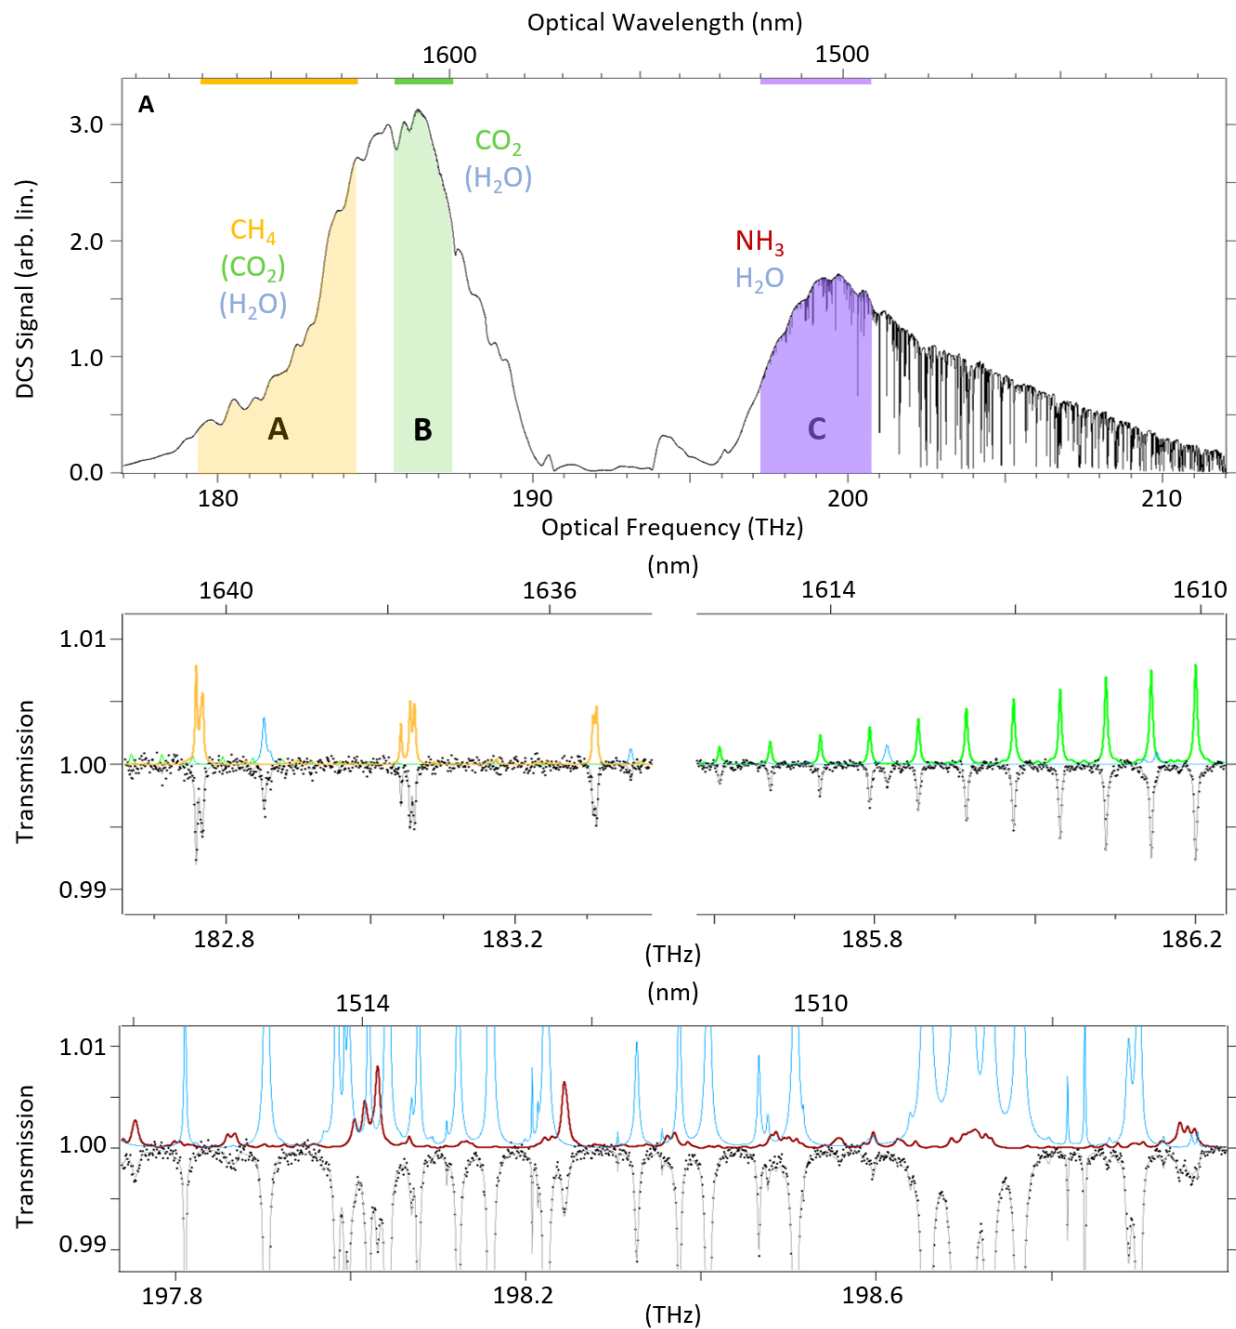 Optical Wavelength (nm)
1600 1500
A
3.0
2.0
1.0
0.0
DCS Signal (arb. lin.)
CH4
(CO2)
(H2O)
CO2
(H2O)
NH3
H2O
A B C
180 190 200 210
Optical Frequency (THz)
(nm)
1640 1636 1614 1610
1.01
1.00
0.99
Transmission
182.8 183.2 185.8 186.2
(THz)
(nm)
1514 1510
1.01
1.00
0.99
Transmission
197.8 198.2 198.6
(THz)